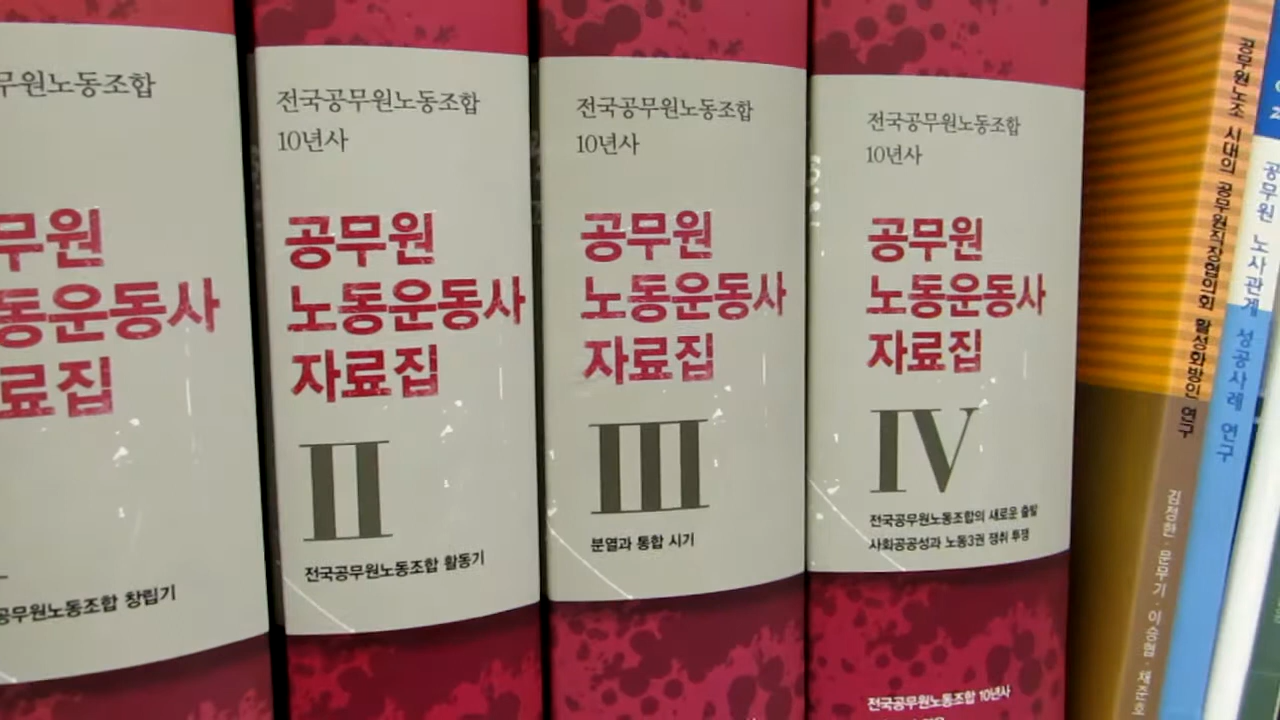 무원노동조합
무원
동운동사
료집
공무원노동조합 창립기
전국공무원노동조합
10년사
공무원
노동운동사
자료집
II
전국공무원노동조합 활동기
전국공무원노동조합
10년사
공무원
노동운동사
자료집
III
분열과 통합 시기
전국공무원노동조합
10년사
공무원
노동운동사
자료집
IV
전국공무원노동조합의 새로운 출발
사회공공성과 노동3권 쟁취 투쟁
전국공무원노동조합 10년사
공무원노조 시대의 공무원직장협의회 활성화방안 연구
김정한 · 문무기 · 이승협 · 채준호
공무원 노사관계 성공사례 연구